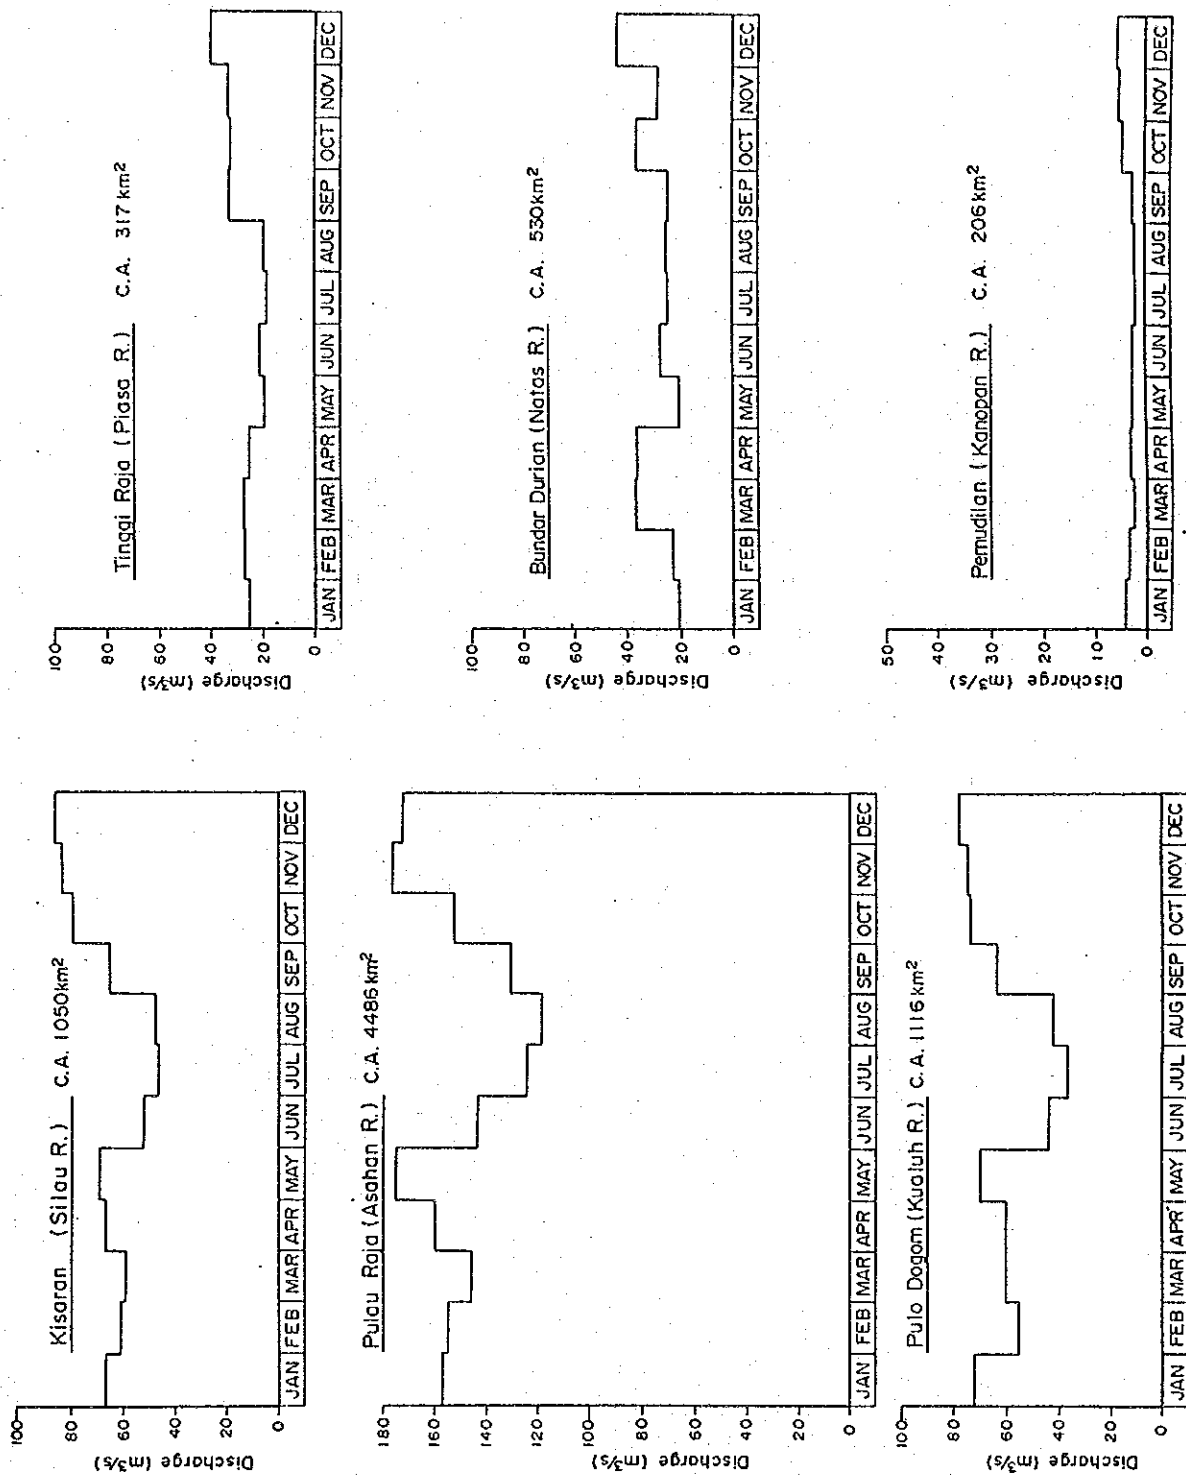 Kisaran (Silau R.) C.A. 1050km²
Discharge (m³/s)
100
80
60
40
20
0
JAN FEB MAR APR MAY JUN JUL AUG SEP OCT NOV DEC
Pulau Raja (Asahan R.) C.A. 4486km²
Discharge (m³/s)
180
160
140
120
100
80
60
40
20
0
JAN FEB MAR APR MAY JUN JUL AUG SEP OCT NOV DEC
Pulo Dogom (Kualuh R.) C.A. 1116km²
Discharge (m³/s)
100
80
60
40
20
0
JAN FEB MAR APR MAY JUN JUL AUG SEP OCT NOV DEC
Tinggi Raja (Piasa R.) C.A. 317km²
Discharge (m³/s)
100
80
60
40
20
0
JAN FEB MAR APR MAY JUN JUL AUG SEP OCT NOV DEC
Bundar Durian (Natas R.) C.A. 530km²
Discharge (m³/s)
100
80
60
40
20
0
JAN FEB MAR APR MAY JUN JUL AUG SEP OCT NOV DEC
Pemudilan (Kanopan R.) C.A. 206km²
Discharge (m³/s)
50
40
30
20
10
0
JAN FEB MAR APR MAY JUN JUL AUG SEP OCT NOV DEC